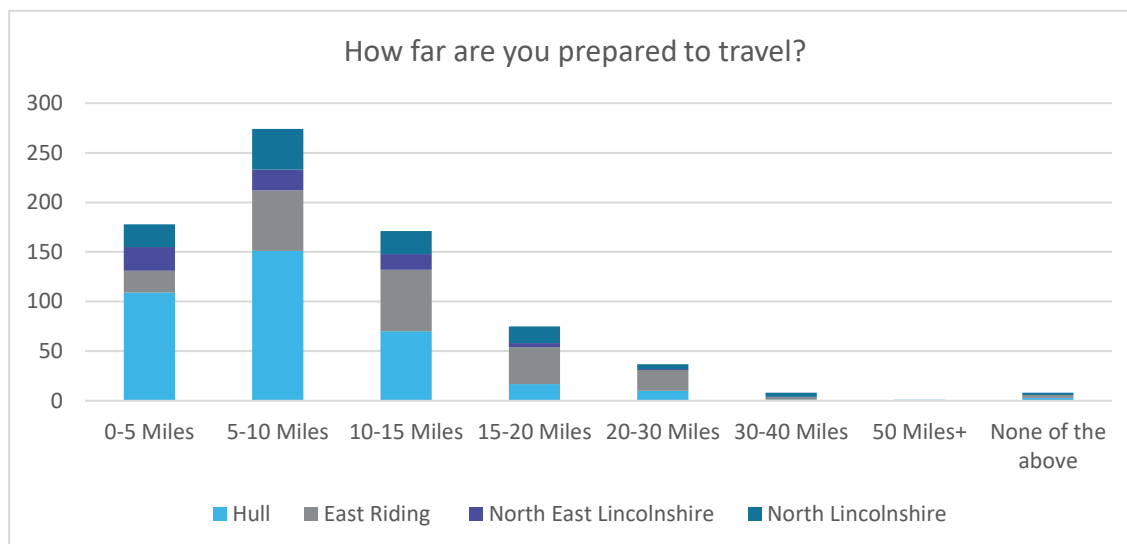 How far are you prepared to travel?
300
250
200
150
100
50
0
0-5 Miles 5-10 Miles 10-15 Miles 15-20 Miles 20-30 Miles 30-40 Miles 50 Miles+ None of the
above
Hull East Riding North East Lincolnshire North Lincolnshire